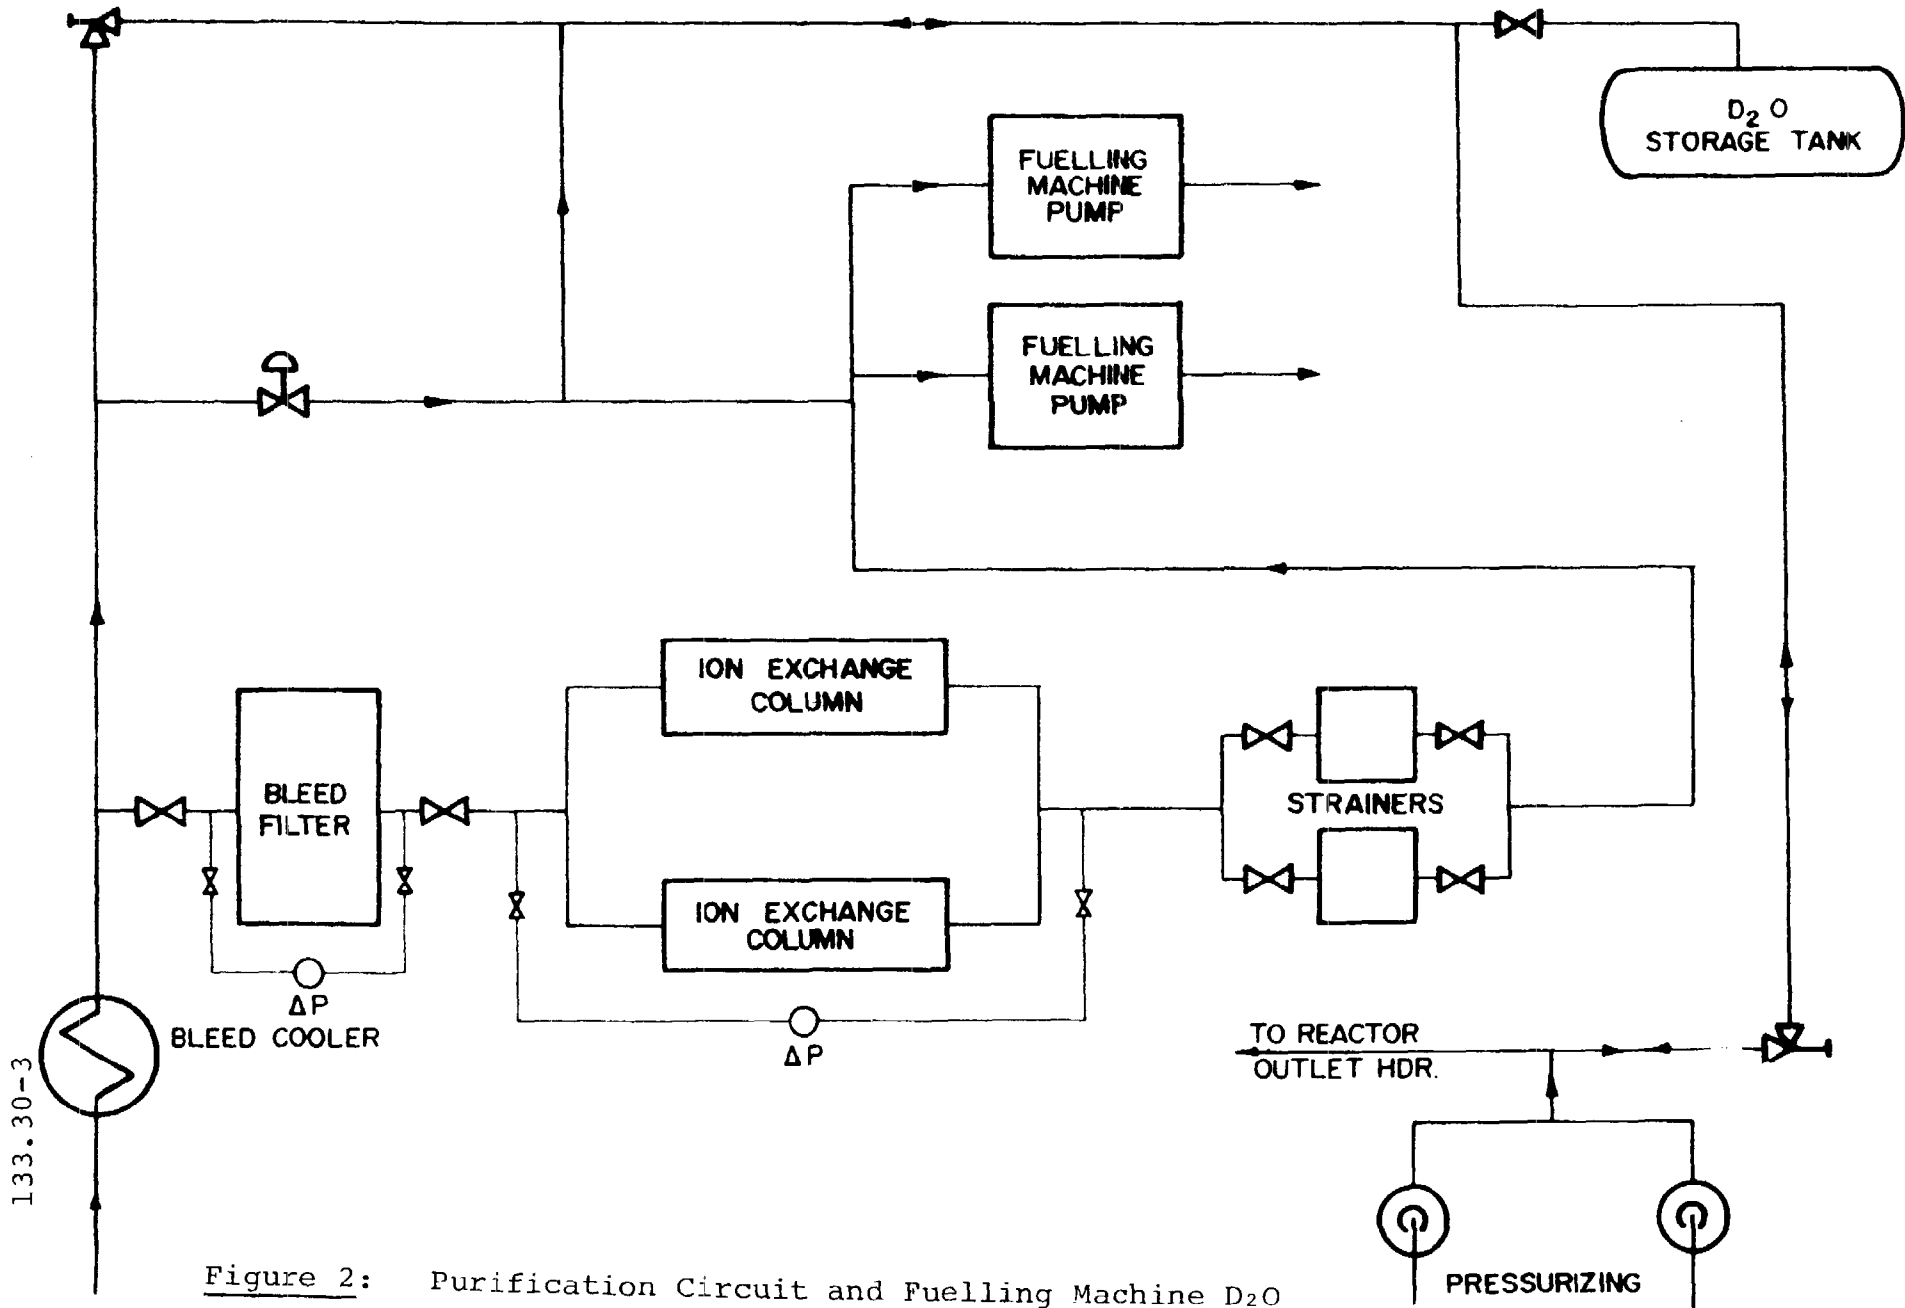 D₂ O
STORAGE TANK
FUELLING
MACHINE
PUMP
FUELLING
MACHINE
PUMP
ION EXCHANGE
COLUMN
BLEED
FILTER
STRAINERS
ION EXCHANGE
COLUMN
ΔP
BLEED COOLER
ΔP
TO REACTOR
OUTLET HDR.
133.30-3
PRESSURIZING
Figure 2: Purification Circuit and Fuelling Machine D₂O